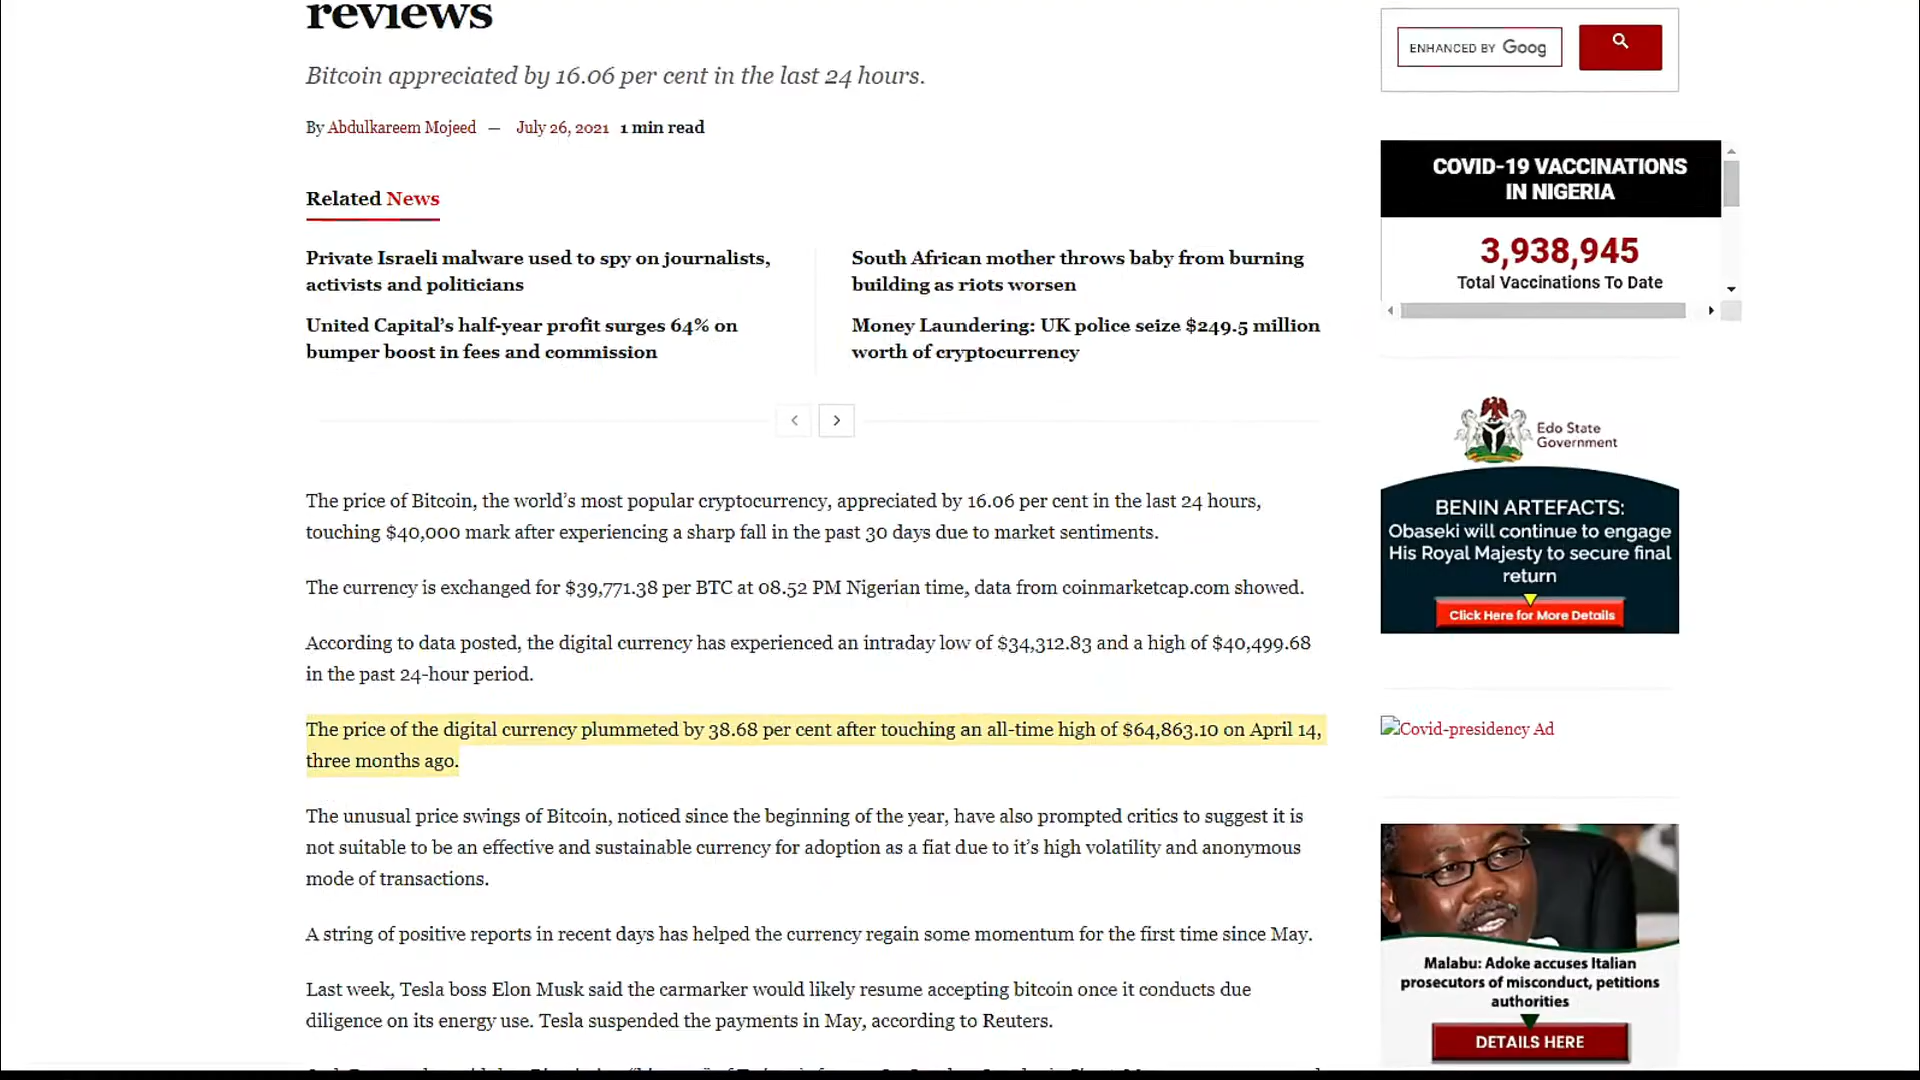 reviews
Bitcoin appreciated by 16.06 per cent in the last 24 hours.
By Abdulkareem Mojeed — July 26, 2021 1 min read
Related News
Private Israeli malware used to spy on journalists,
activists and politicians
United Capital's half-year profit surges 64% on
bumper boost in fees and commission
South African mother throws baby from burning
building as riots worsen
Money Laundering: UK police seize $249.5 million
worth of cryptocurrency
The price of Bitcoin, the world's most popular cryptocurrency, appreciated by 16.06 per cent in the last 24 hours,
touching $40,000 mark after experiencing a sharp fall in the past 30 days due to market sentiments.
The currency is exchanged for $39,771.38 per BTC at 08.52 PM Nigerian time, data from coinmarketcap.com showed.
According to data posted, the digital currency has experienced an intraday low of $34,312.83 and a high of $40,499.68
in the past 24-hour period.
The price of the digital currency plummeted by 38.68 per cent after touching an all-time high of $64,863.10 on April 14,
three months ago.
The unusual price swings of Bitcoin, noticed since the beginning of the year, have also prompted critics to suggest it is
not suitable to be an effective and sustainable currency for adoption as a fiat due to it's high volatility and anonymous
mode of transactions.
A string of positive reports in recent days has helped the currency regain some momentum for the first time since May.
Last week, Tesla boss Elon Musk said the carmarker would likely resume accepting bitcoin once it conducts due
diligence on its energy use. Tesla suspended the payments in May, according to Reuters.
ENHANCED BY Goog
COVID-19 VACCINATIONS
IN NIGERIA
3,938,945
Total Vaccinations To Date
Edo State
Government
BENIN ARTEFACTS:
Obaseki will continue to engage
His Royal Majesty to secure final
return
Click Here for More Details
Covid-presidency Ad
Malabu: Adoke accuses Italian
prosecutors of misconduct, petitions
authorities
DETAILS HERE